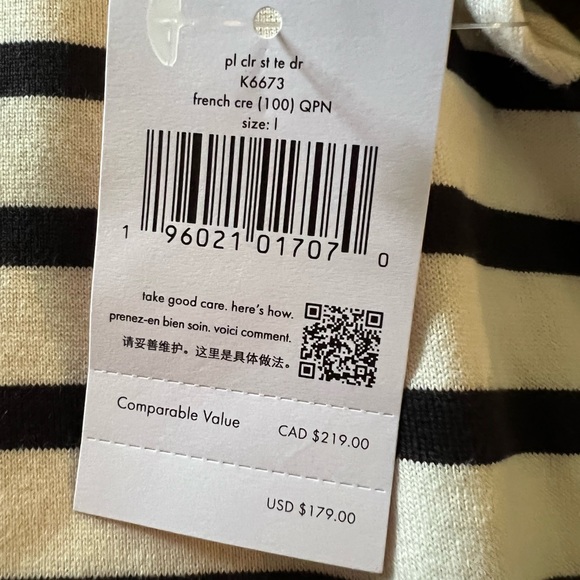 pl clr st te dr
K6673
french cre (100) QPN
size: l
1 96021 01707 0
take good care. here's how.
prenez-en bien soin. voici comment.
请妥善维护。这里是具体做法。
Comparable Value CAD $219.00
USD $179.00